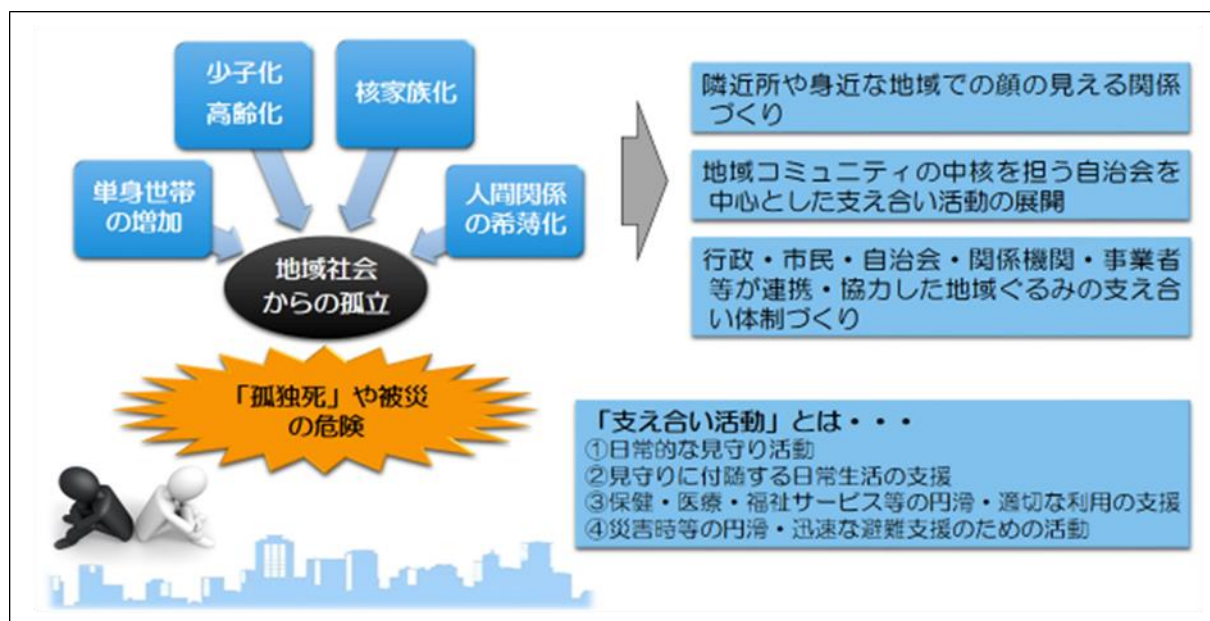 少子化
高齢化
核家族化
単身世帯
の増加
人間関係
の希薄化
地域社会
からの孤立
「孤独死」や被災
の危険
隣近所や身近な地域での顔の見える関係
づくり
地域コミュニティの中核を担う自治会を
中心とした支え合い活動の展開
行政・市民・自治会・関係機関・事業者
等が連携・協力した地域ぐるみの支え合
い体制づくり
「支え合い活動」とは・・・
①日常的な見守り活動
②見守りに付随する日常生活の支援
③保健・医療・福祉サービス等の円滑・適切な利用の支援
④災害時等の円滑・迅速な避難支援のための活動